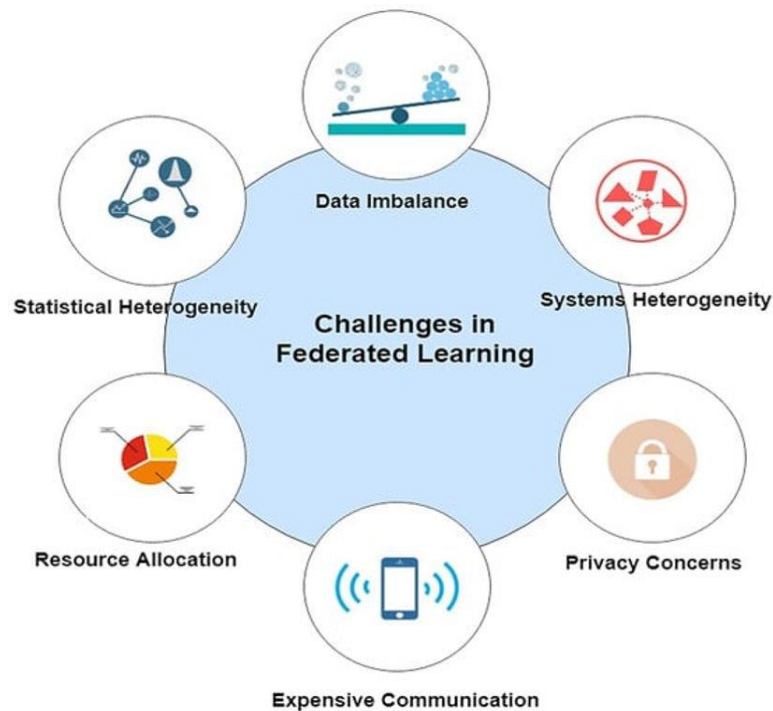 Data Imbalance
Statistical Heterogeneity
Systems Heterogeneity
Challenges in
Federated Learning
Resource Allocation
Privacy Concerns
Expensive Communication